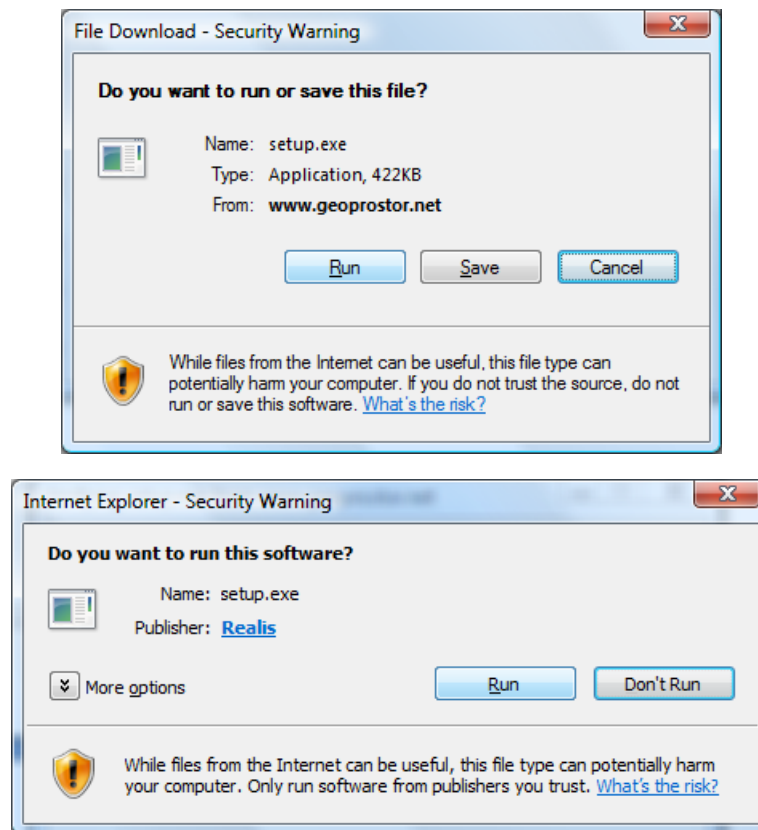 File Download - Security Warning
Do you want to run or save this file?
Name: setup.exe
Type: Application, 422KB
From: www.geoprostor.net
Run Save Cancel
While files from the Internet can be useful, this file type can
potentially harm your computer. If you do not trust the source, do not
run or save this software. What's the risk?
Internet Explorer - Security Warning
Do you want to run this software?
Name: setup.exe
Publisher: Realis
More options Run Don't Run
While files from the Internet can be useful, this file type can potentially harm
your computer. Only run software from publishers you trust. What's the risk?